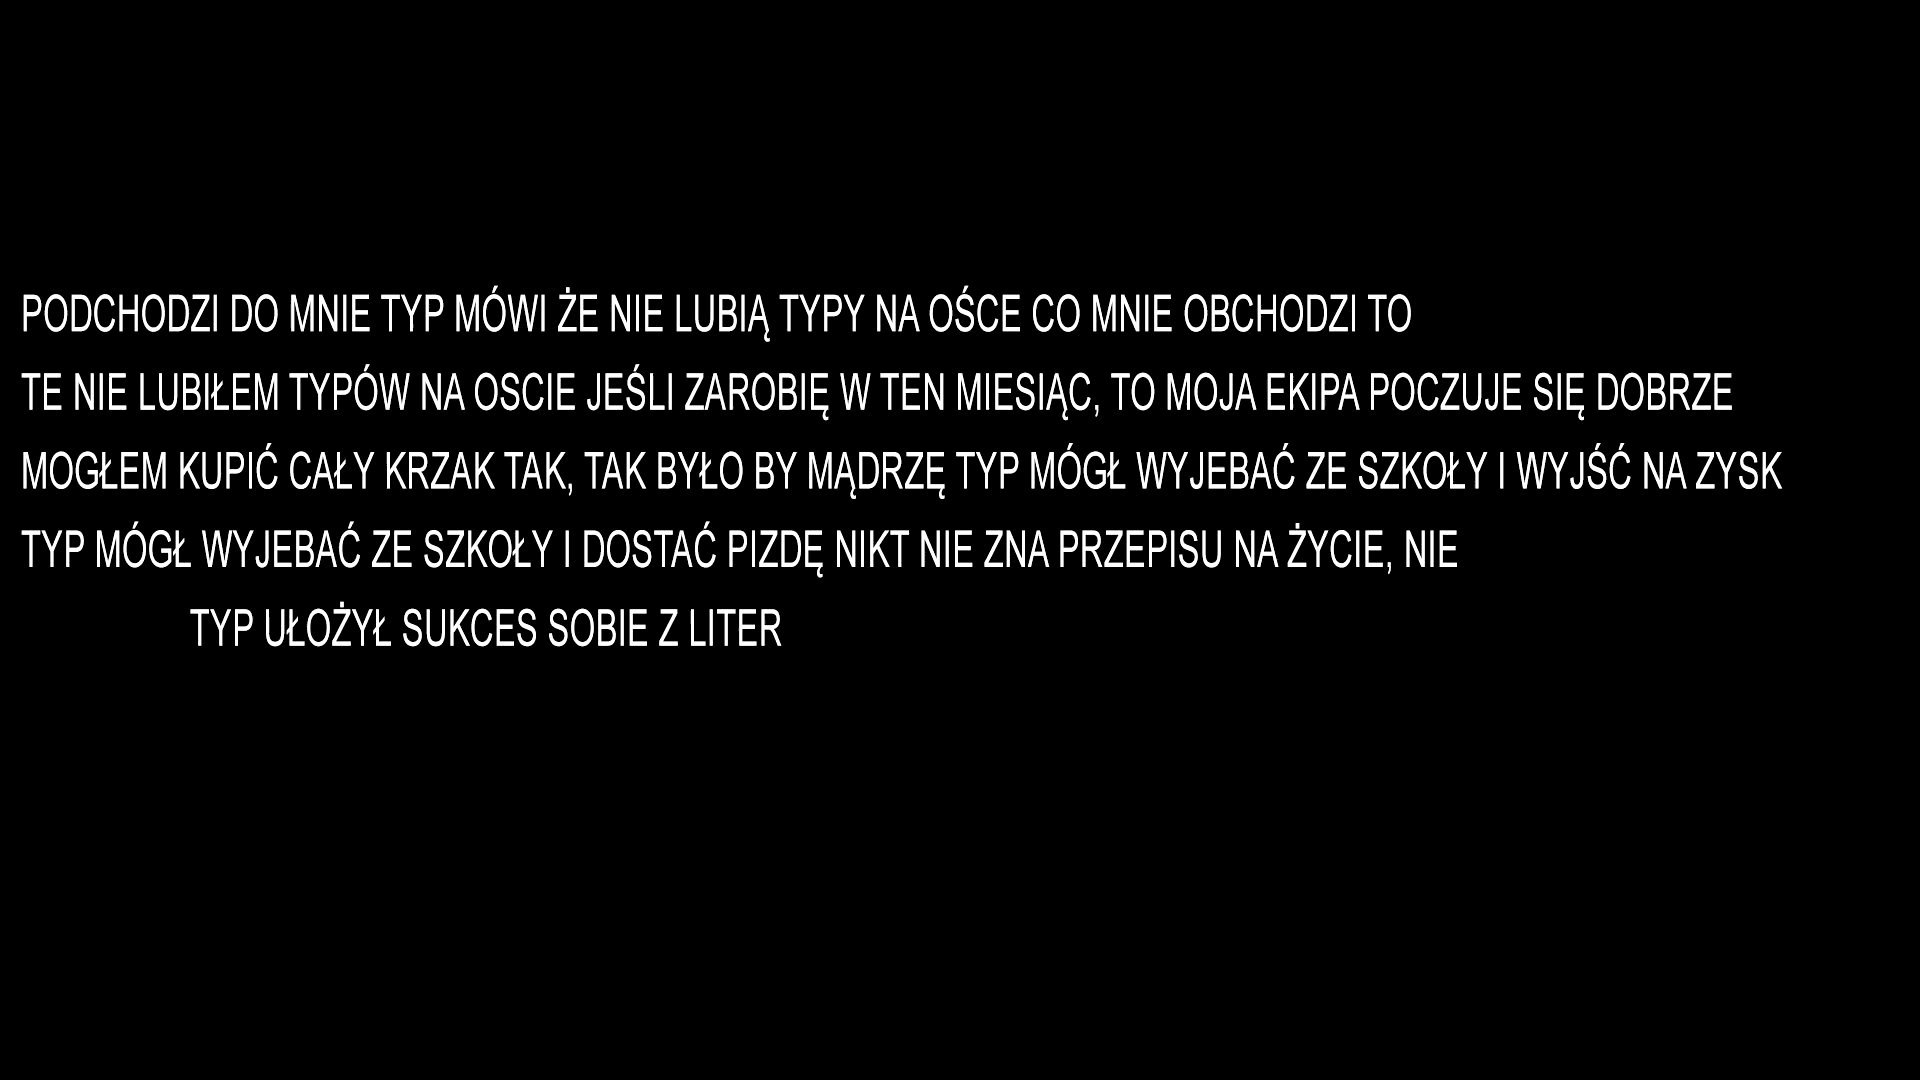 PODCHODZI DO MNIE TYP MÓWI ŻE NIE LUBIĄ TYPY NA OŚCE CO MNIE OBCHODZI TO
TE NIE LUBIŁEM TYPÓW NA OSCIE JEŚLI ZAROBIĘ W TEN MIESIĄC, TO MOJA EKIPA POCZUJE SIĘ DOBRZE
MOGŁEM KUPIĆ CAŁY KRZAK TAK, TAK BYŁO BY MĄDRZĘ TYP MÓGŁ WYJEBAĆ ZE SZKOŁY I WYJŚĆ NA ZYSK
TYP MÓGŁ WYJEBAĆ ZE SZKOŁY I DOSTAĆ PIZDĘ NIKT NIE ZNA PRZEPISU NA ŻYCIE, NIE
TYP UŁOŻYŁ SUKCES SOBIE Z LITER